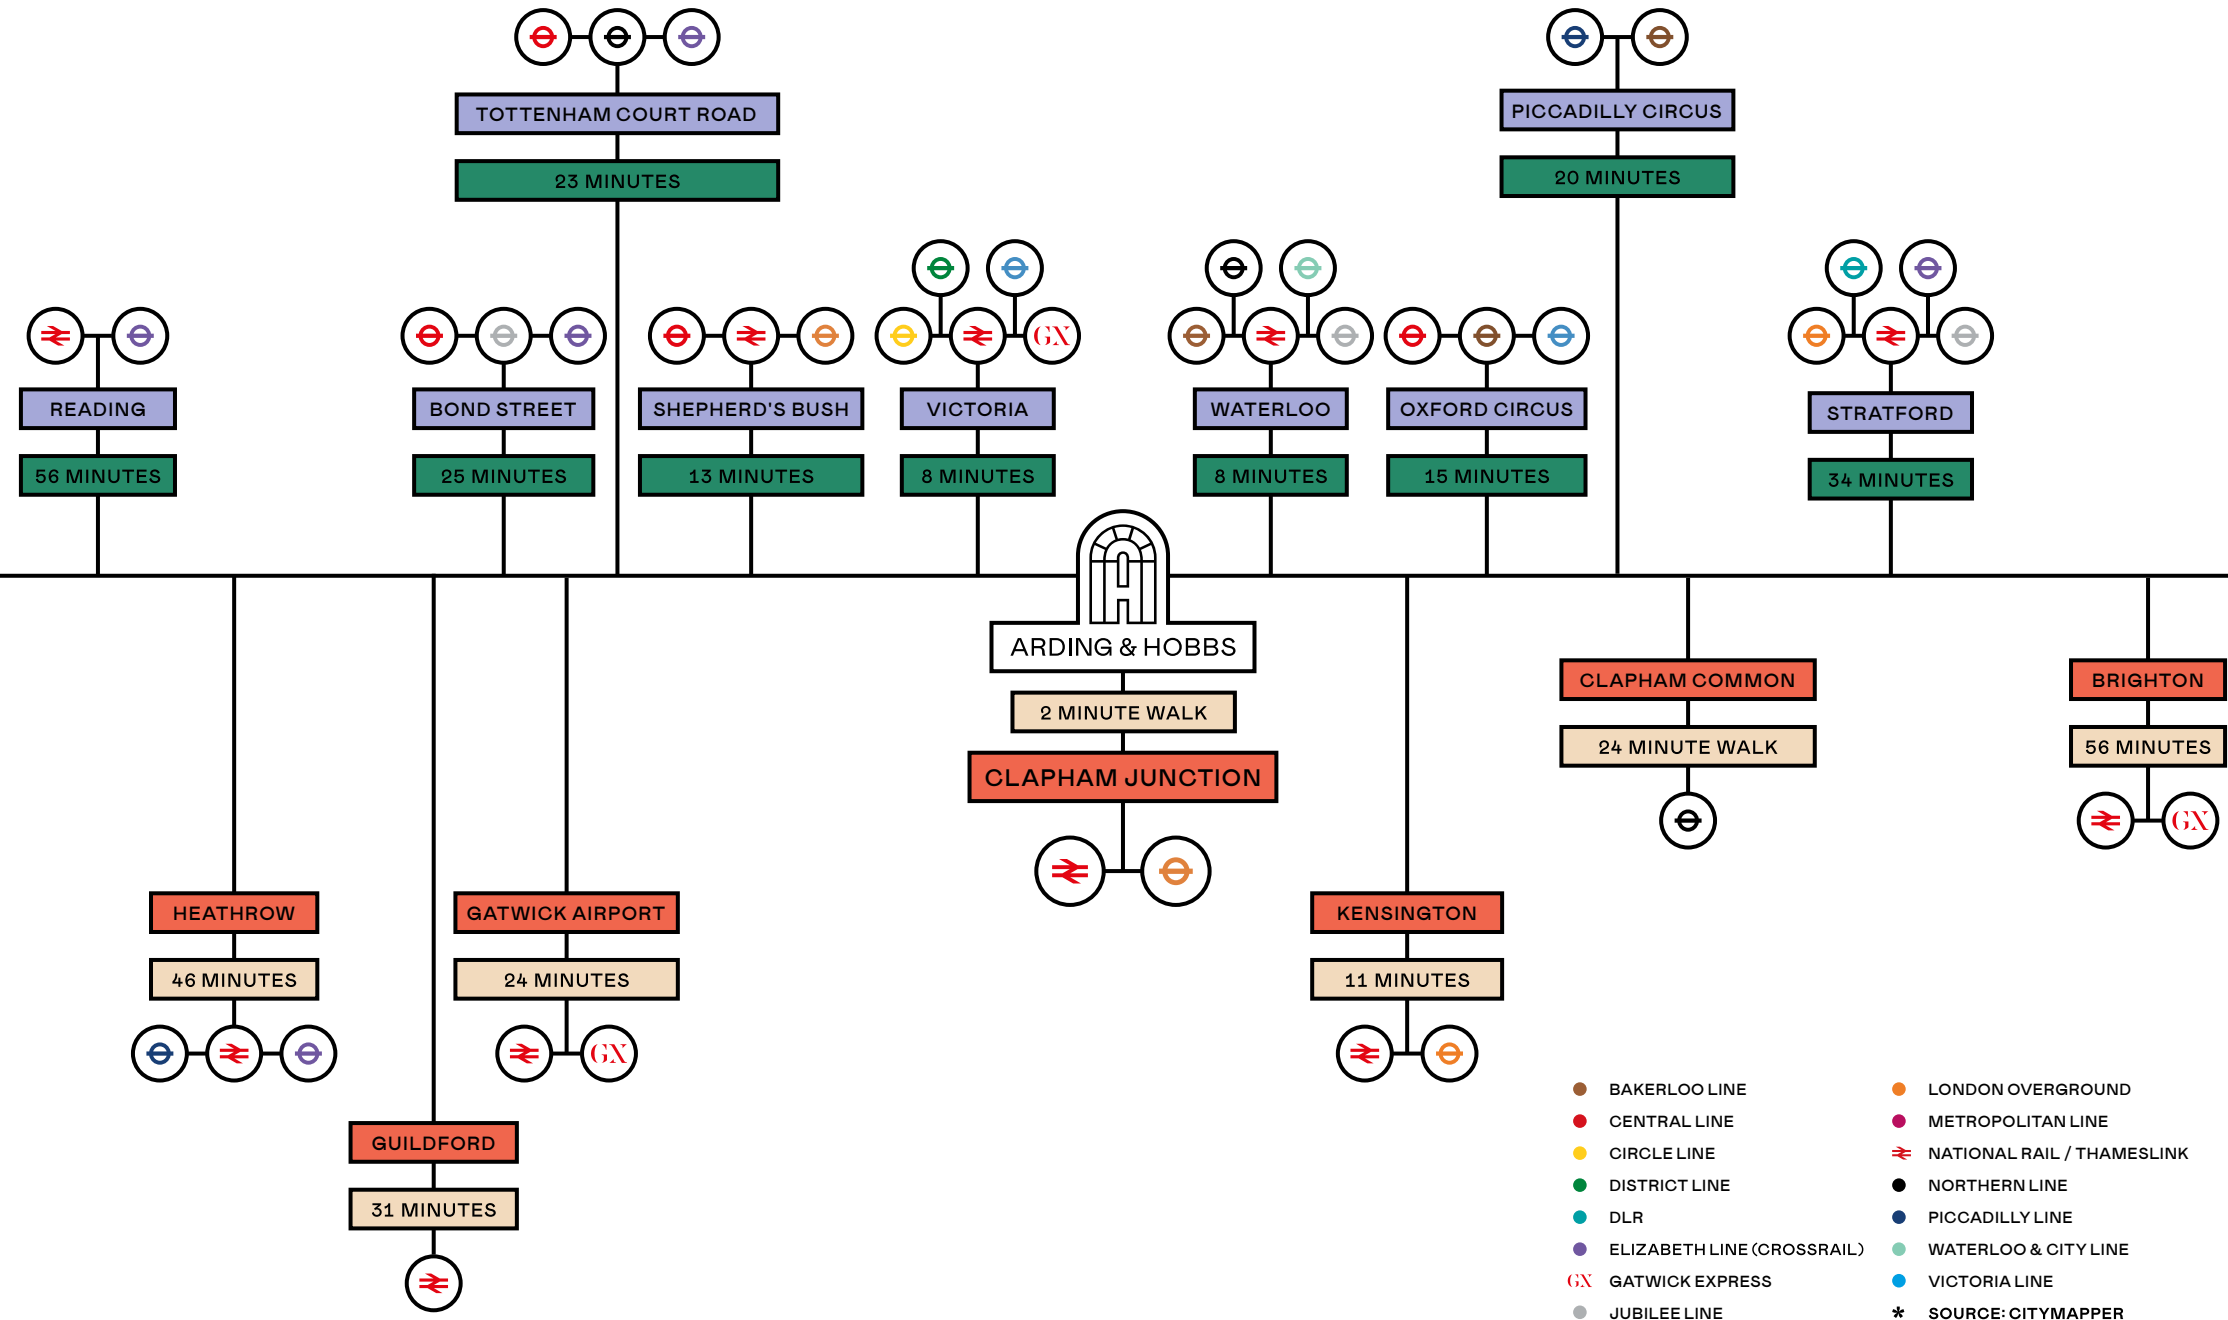 TOTTENHAM COURT ROAD
23 MINUTES
PICCADILLY CIRCUS
20 MINUTES
READING
56 MINUTES
BOND STREET
25 MINUTES
SHEPHERD'S BUSH
13 MINUTES
GX
VICTORIA
8 MINUTES
WATERLOO
8 MINUTES
OXFORD CIRCUS
15 MINUTES
STRATFORD
34 MINUTES
ARDING & HOBBS
2 MINUTE WALK
CLAPHAM JUNCTION
CLAPHAM COMMON
24 MINUTE WALK
BRIGHTON
56 MINUTES
GX
HEATHROW
46 MINUTES
GATWICK AIRPORT
24 MINUTES
GX
KENSINGTON
11 MINUTES
GUILDFORD
31 MINUTES
BAKERLOO LINE
CENTRAL LINE
CIRCLE LINE
DISTRICT LINE
DLR
ELIZABETH LINE (CROSSRAIL)
GX GATWICK EXPRESS
JUBILEE LINE
LONDON OVERGROUND
METROPOLITAN LINE
NATIONAL RAIL / THAMESLINK
NORTHERN LINE
PICCADILLY LINE
WATERLOO & CITY LINE
VICTORIA LINE
* SOURCE: CITYMAPPER